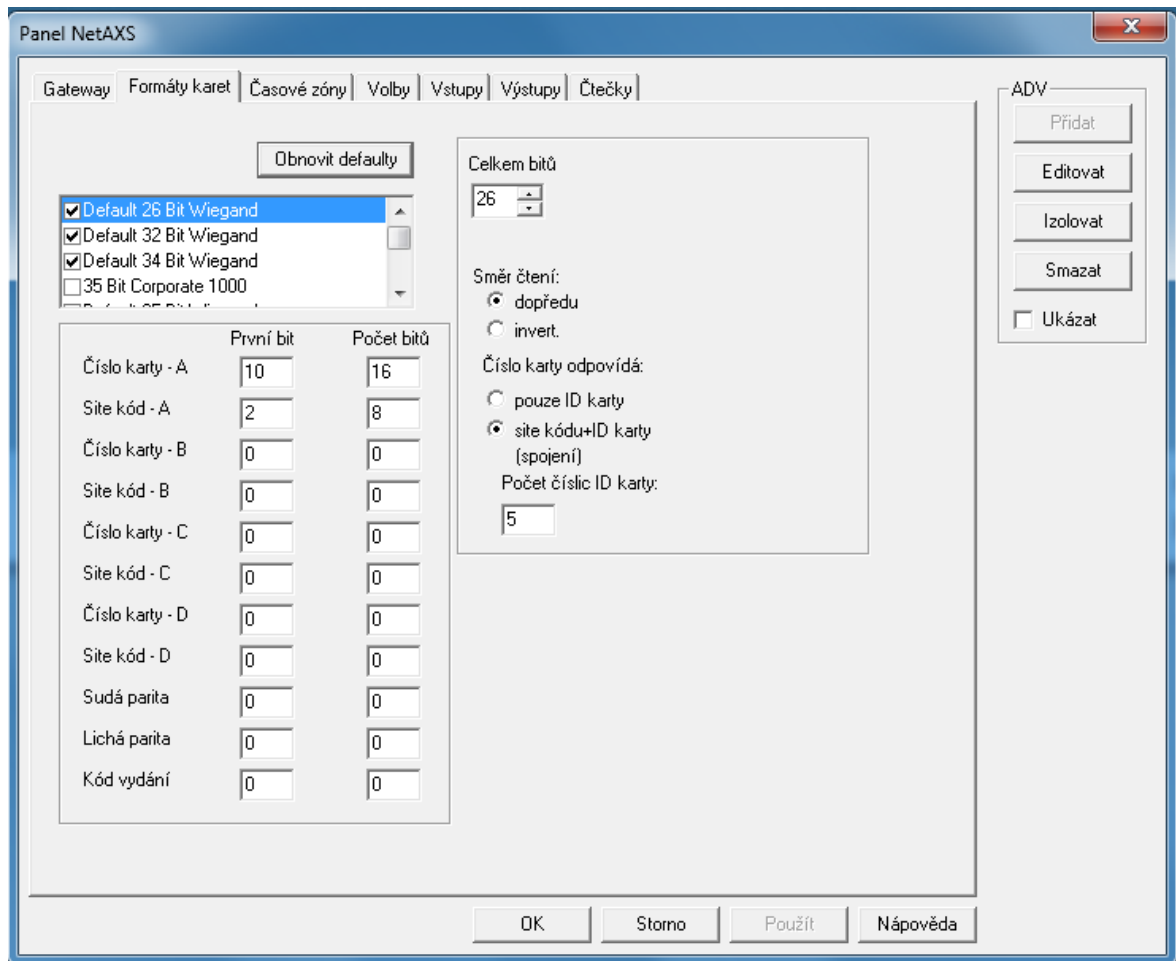 Panel NetAXS
Gateway Formáty karet Časové zóny Volby Vstupy Výstupy Čtečky
Obnovit defaulty
Default 26 Bit Wiegand
Default 32 Bit Wiegand
Default 34 Bit Wiegand
35 Bit Corporate 1000
První bit Počet bitů
Číslo karty - A 10 16
Site kód - A 2 8
Číslo karty - B 0 0
Site kód - B 0 0
Číslo karty - C 0 0
Site kód - C 0 0
Číslo karty - D 0 0
Site kód - D 0 0
Sudá parita 0 0
Lichá parita 0 0
Kód vydání 0 0
Celkem bitů
26
Směr čtení:
dopředu
invert.
Číslo karty odpovídá:
pouze ID karty
site kódu+ID karty
(spojení)
Počet číslic ID karty:
5
ADV
Přidat
Editovat
Izolovat
Smazat
Ukázat
OK Storno Použít Nápověda